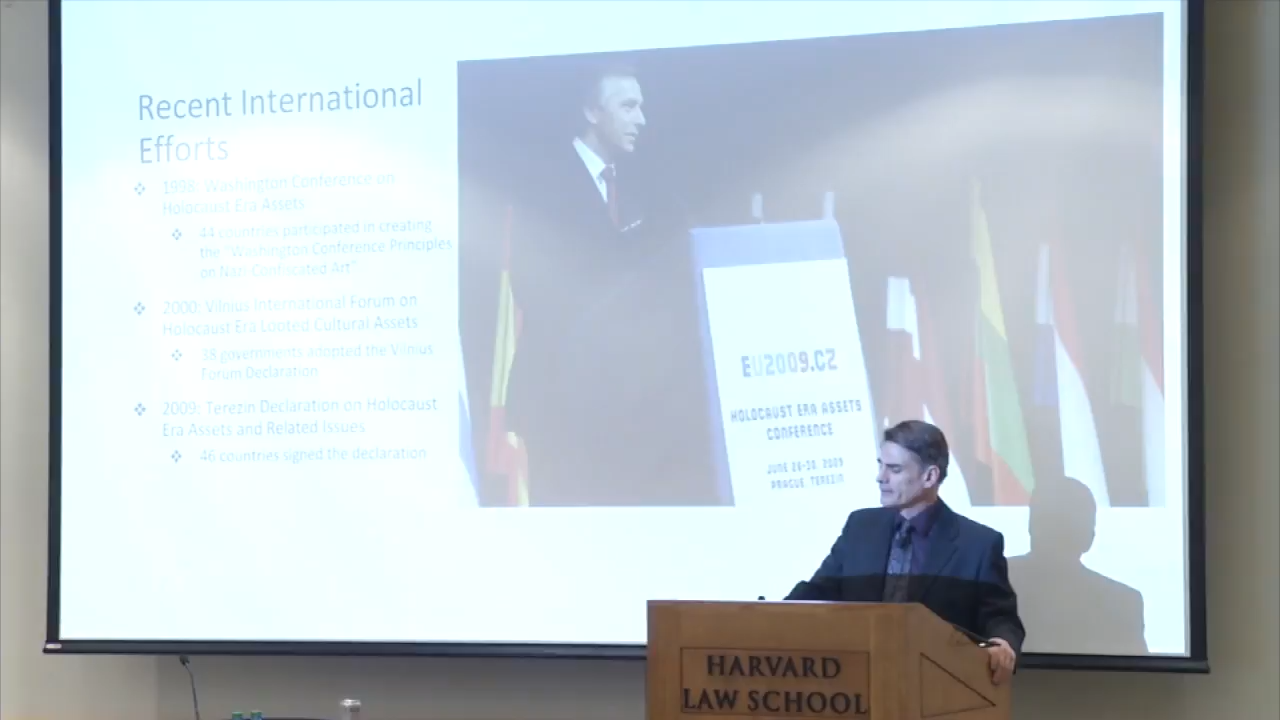 Recent International
Efforts
1998: Washington Conference on
Holocaust Era Assets
44 countries participated in creating
the "Washington Conference Principles
on Nazi-Confiscated Art"
2000: Vilnius International Forum on
Holocaust Era Looted Cultural Assets
38 governments adopted the Vilnius
Forum Declaration
2009: Terezin Declaration on Holocaust
Era Assets and Related Issues
46 countries signed the declaration
EU2009.CZ
HOLOCAUST ERA ASSETS
CONFERENCE
JUNE 26-30, 2009
PRAGUE, TEREZIN
HARVARD
LAW SCHOOL